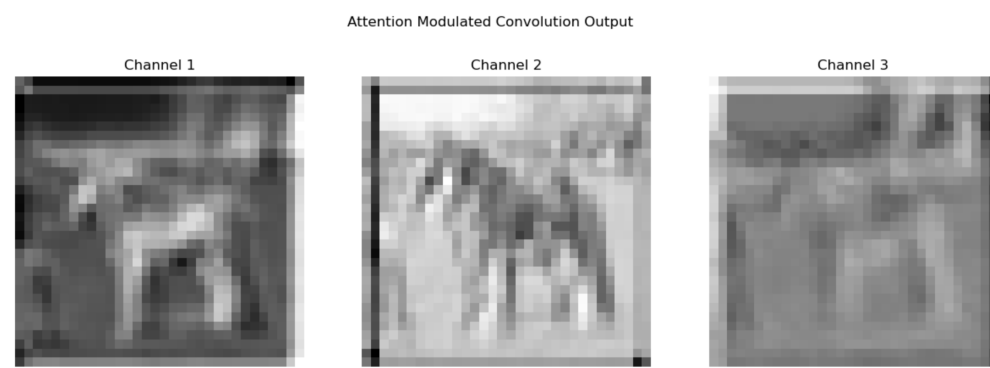 Attention Modulated Convolution Output
Channel 1
Channel 2
Channel 3